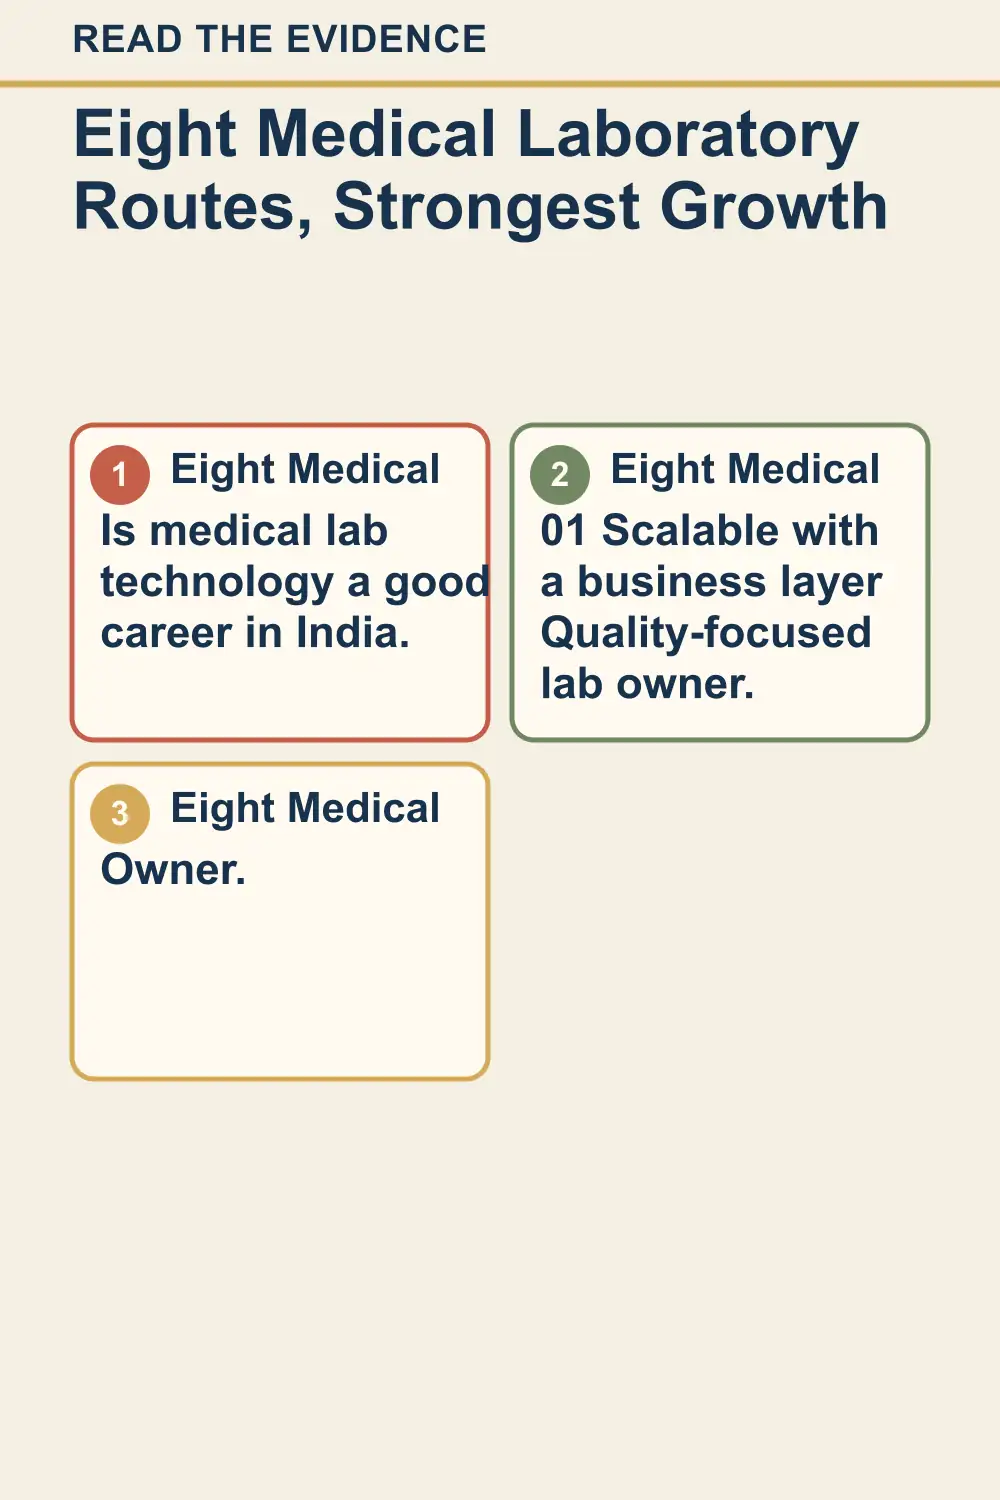 READ THE EVIDENCE
Eight Medical Laboratory
Routes, Strongest Growth
1 Eight Medical
Is medical lab
technology a good
career in India.
2 Eight Medical
01 Scalable with
a business layer
Quality-focused
lab owner.
3 Eight Medical
Owner.